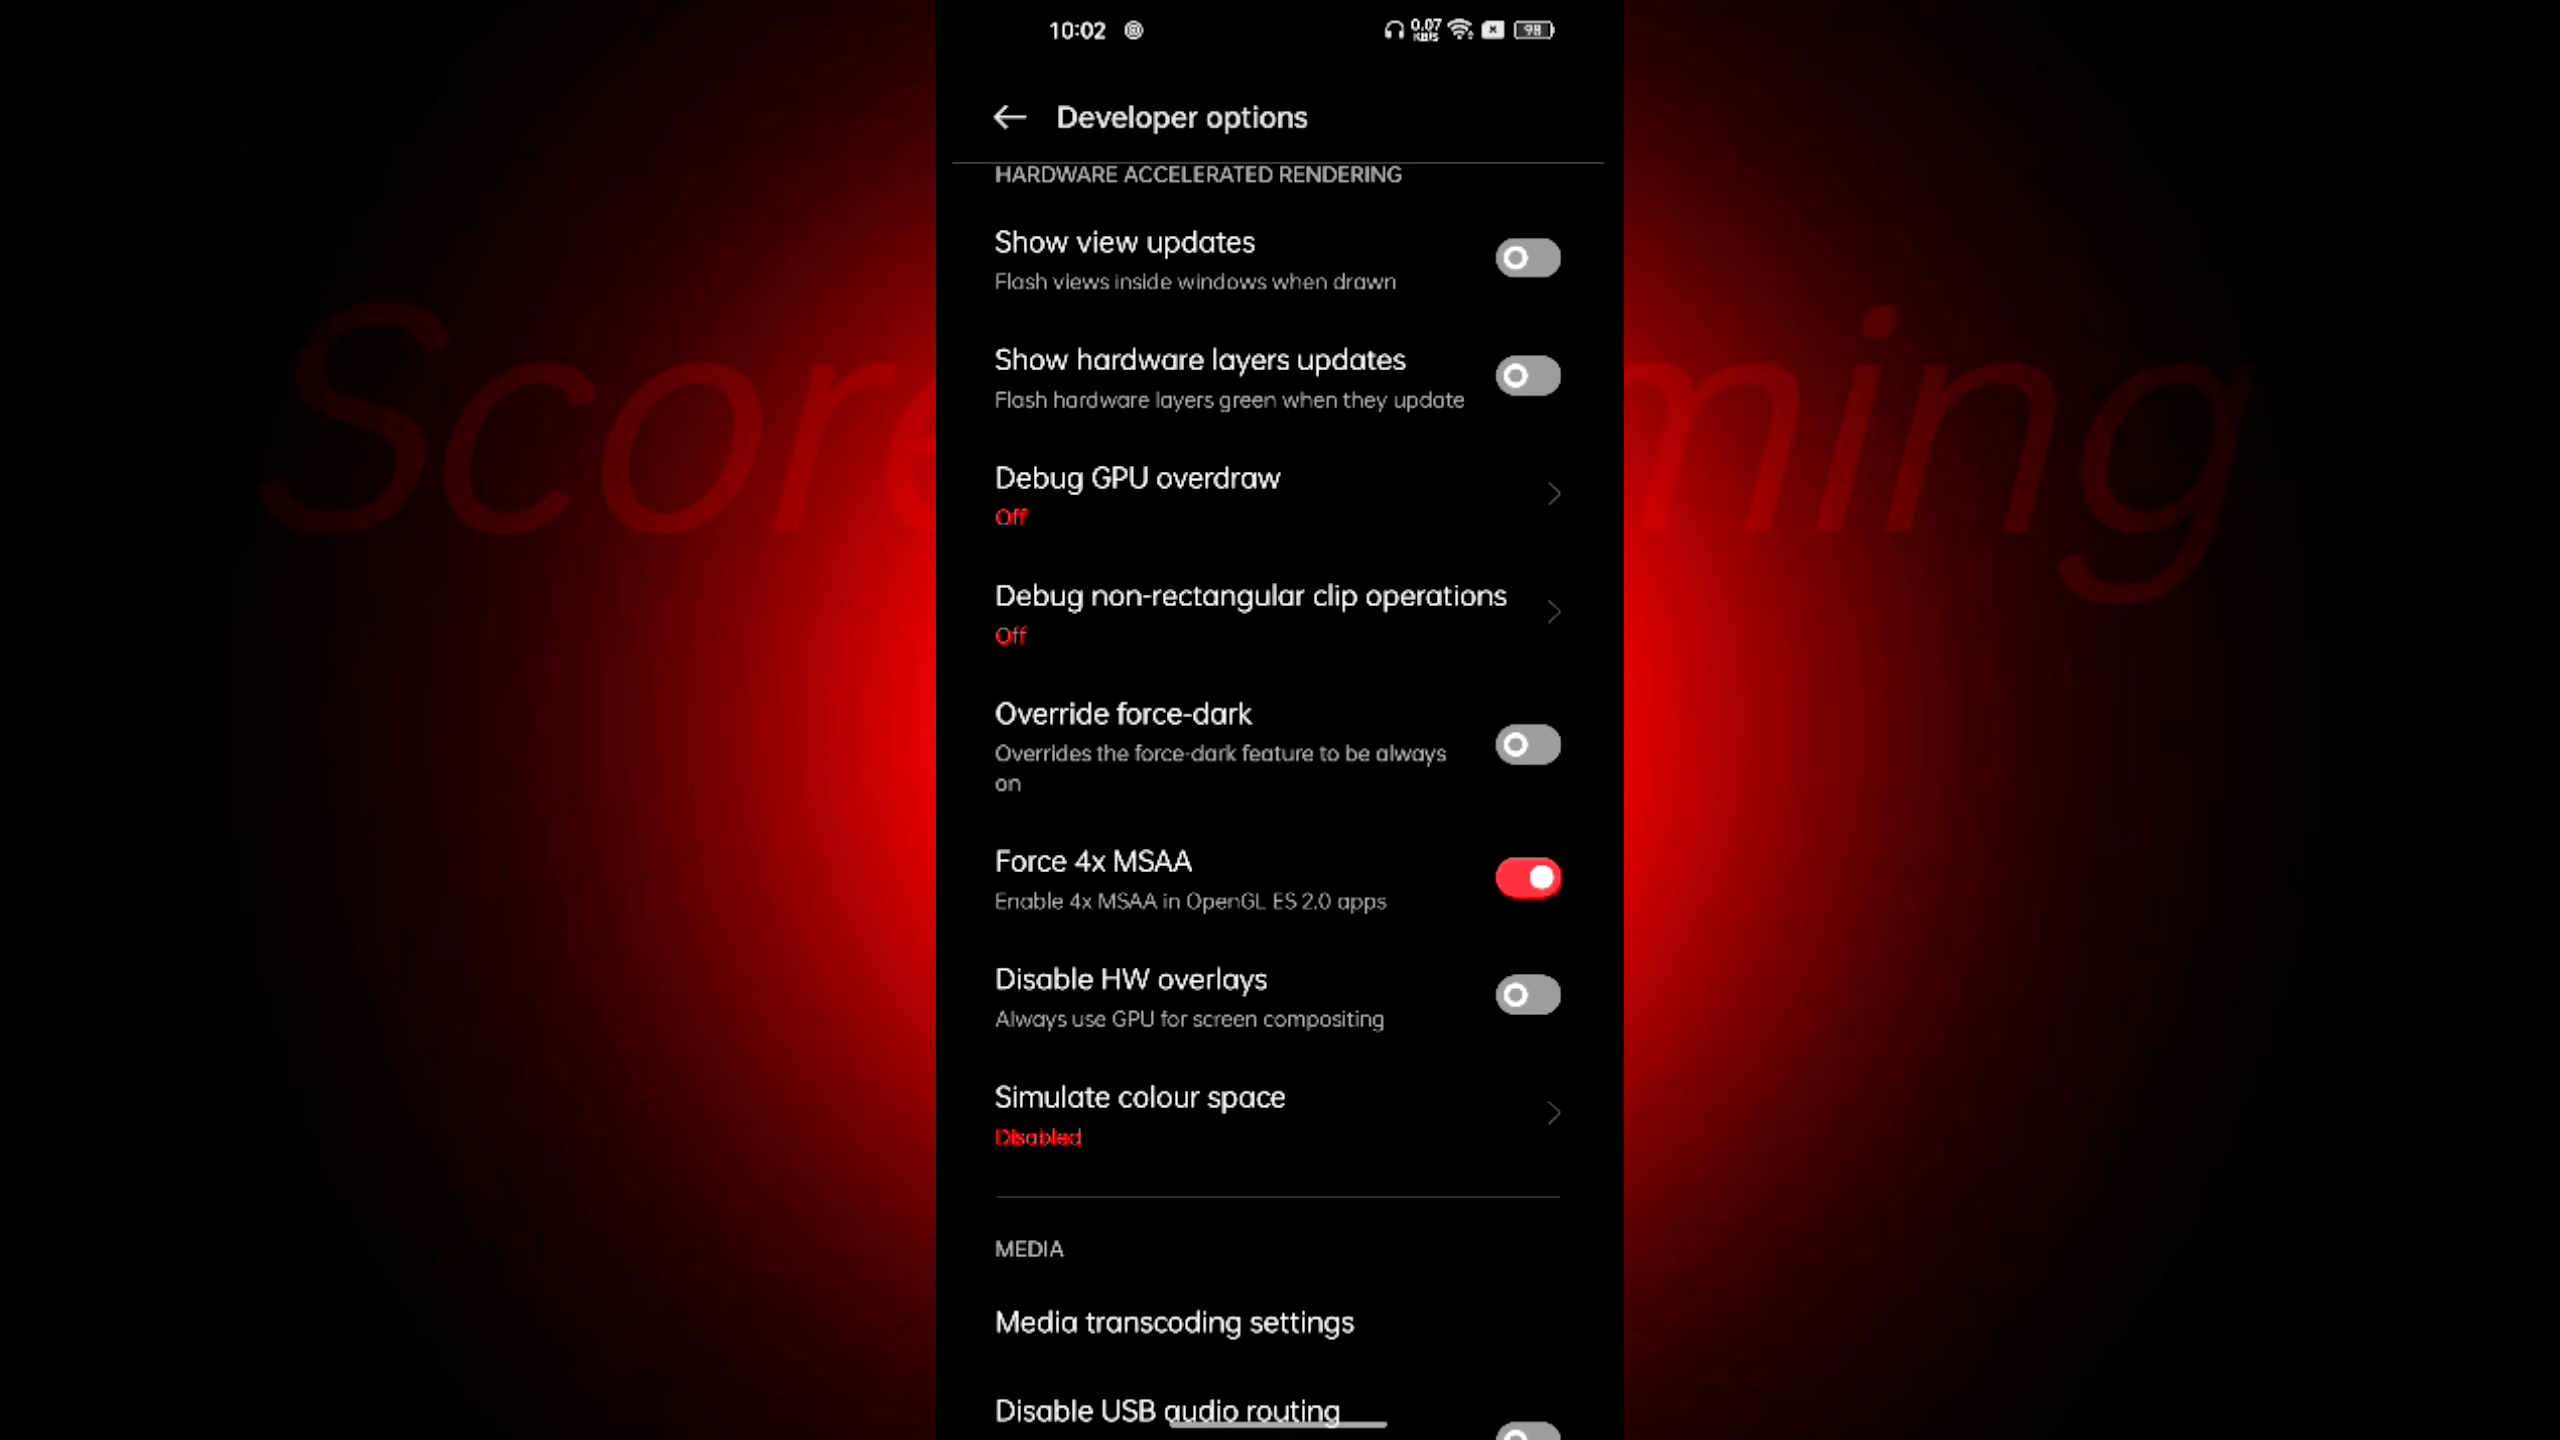 10:02
0.07
KB/S
98
Developer options
HARDWARE ACCELERATED RENDERING
Show view updates
Flash views inside windows when drawn
Show hardware layers updates
Flash hardware layers green when they update
Debug GPU overdraw
Off
Debug non-rectangular clip operations
Off
Override force-dark
Overrides the force-dark feature to be always
on
Force 4x MSAA
Enable 4x MSAA in OpenGL ES 2.0 apps
Disable HW overlays
Always use GPU for screen compositing
Simulate colour space
Disabled
MEDIA
Media transcoding settings
Disable USB audio routing